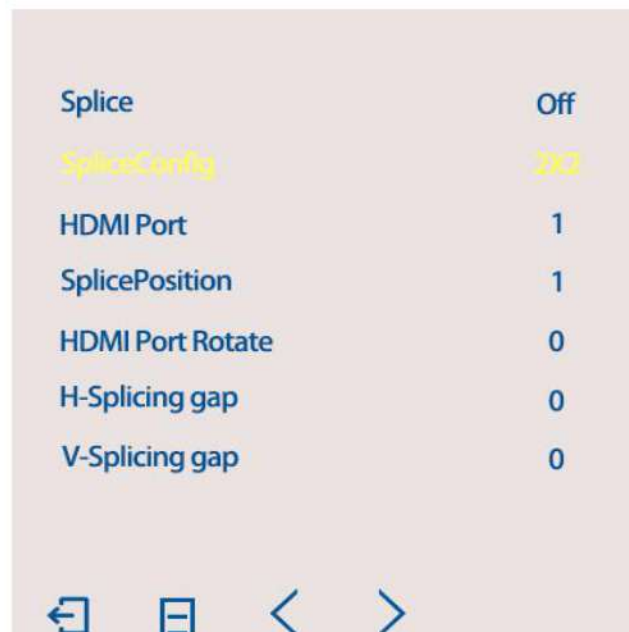 Splice Off
SpliceConfig 2X2
HDMI Port 1
SplicePosition 1
HDMI Port Rotate 0
H-Splicing gap 0
V-Splicing gap 0